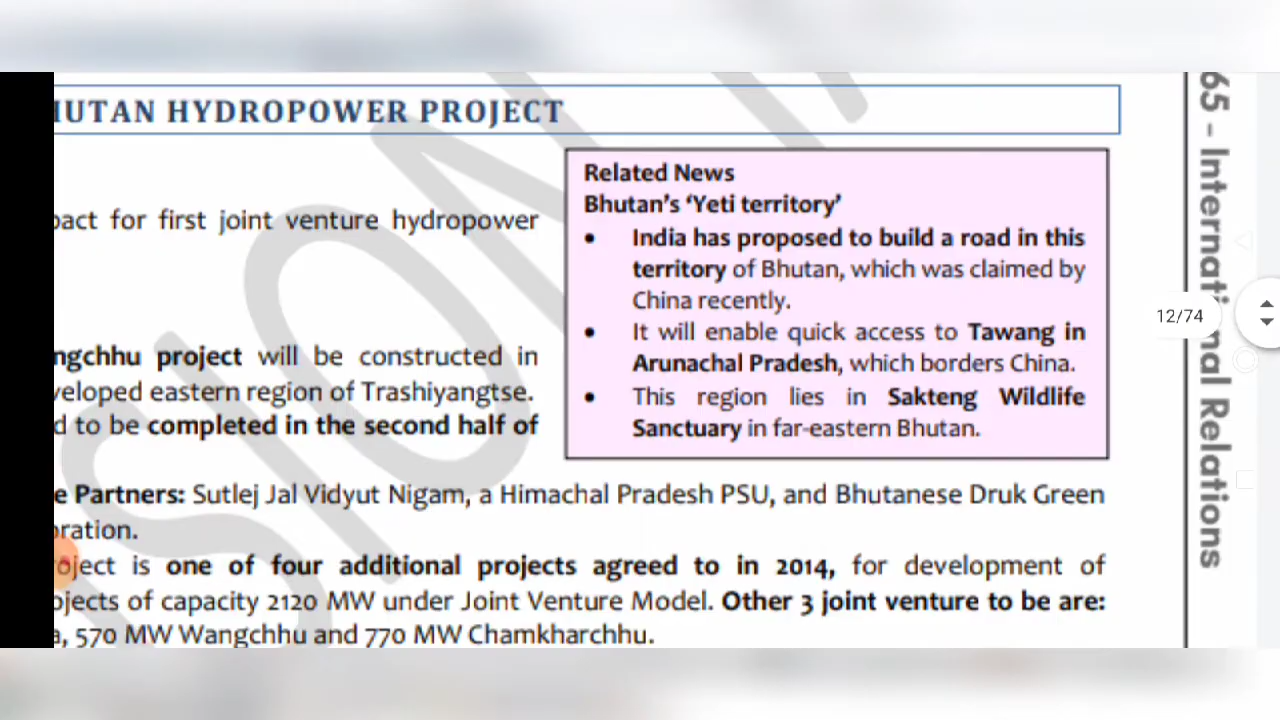 HUTAN HYDROPOWER PROJECT
pact for first joint venture hydropower
ngchhu project will be constructed in
veloped eastern region of Trashiyangtse.
d to be completed in the second half of
Related News
Bhutan's 'Yeti territory'
• India has proposed to build a road in this
territory of Bhutan, which was claimed by
China recently.
• It will enable quick access to Tawang in
Arunachal Pradesh, which borders China.
• This region lies in Sakteng Wildlife
Sanctuary in far-eastern Bhutan.
e Partners: Sutlej Jal Vidyut Nigam, a Himachal Pradesh PSU, and Bhutanese Druk Green
oration.
oject is one of four additional projects agreed to in 2014, for development of
ojects of capacity 2120 MW under Joint Venture Model. Other 3 joint venture to be are:
a, 570 MW Wangchhu and 770 MW Chamkharchhu.
12/74
65 - International Relations
SION